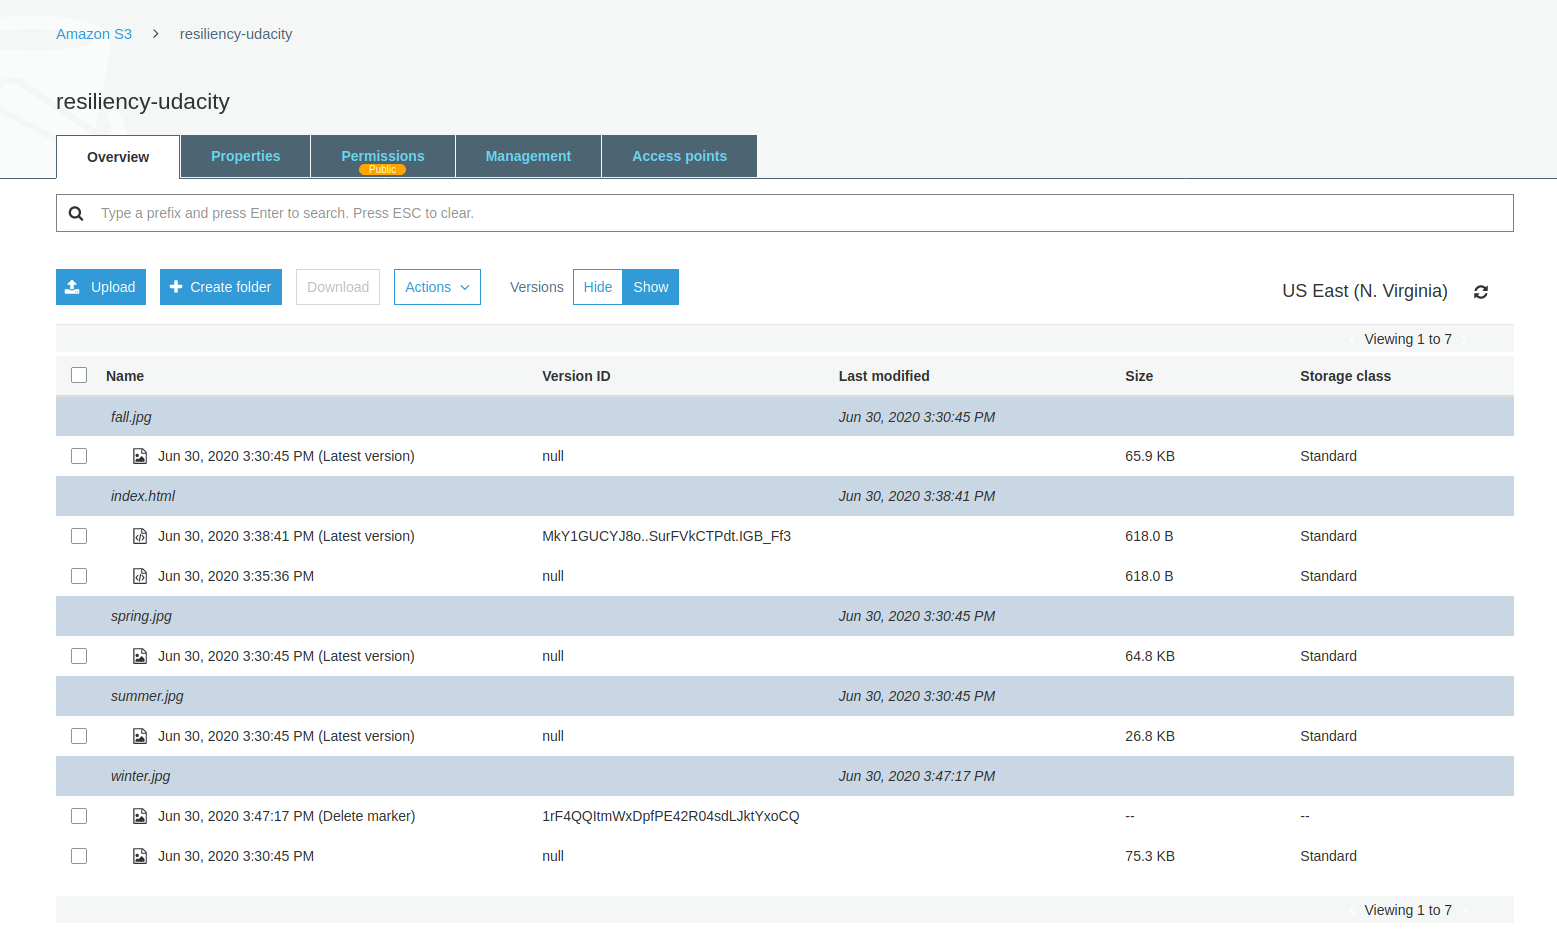 Amazon S3 > resiliency-udacity
resiliency-udacity
Overview Properties Permissions Management Access points
Public
Type a prefix and press Enter to search. Press ESC to clear.
Upload Create folder Download Actions Versions Hide Show US East (N. Virginia)
Viewing 1 to 7
Name Version ID Last modified Size Storage class
fall.jpg Jun 30, 2020 3:30:45 PM
Jun 30, 2020 3:30:45 PM (Latest version) null 65.9 KB Standard
index.html Jun 30, 2020 3:38:41 PM
Jun 30, 2020 3:38:41 PM (Latest version) MkY1GUCYJ8o..SurFVkCTPdt.IGB_Ff3 618.0 B Standard
Jun 30, 2020 3:35:36 PM null 618.0 B Standard
spring.jpg Jun 30, 2020 3:30:45 PM
Jun 30, 2020 3:30:45 PM (Latest version) null 64.8 KB Standard
summer.jpg Jun 30, 2020 3:30:45 PM
Jun 30, 2020 3:30:45 PM (Latest version) null 26.8 KB Standard
winter.jpg Jun 30, 2020 3:47:17 PM
Jun 30, 2020 3:47:17 PM (Delete marker) 1rF4QQItmWxDpfPE42R04sdLJktYxoCQ -- --
Jun 30, 2020 3:30:45 PM null 75.3 KB Standard
Viewing 1 to 7